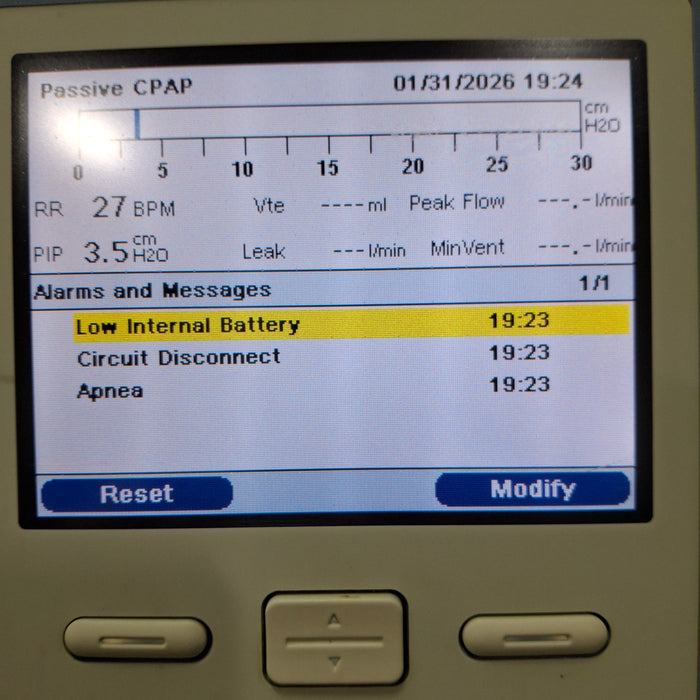 Passive CPAP 01/31/2026 19:24
cm
H2O
0 5 10 15 20 25 30
RR 27 BPM Vte ----ml Peak Flow ---.- l/min
PIP 3.5 cm H2O Leak --- l/min MinVent ---.- l/min
Alarms and Messages 1/1
Low Internal Battery 19:23
Circuit Disconnect 19:23
Apnea 19:23
Reset Modify